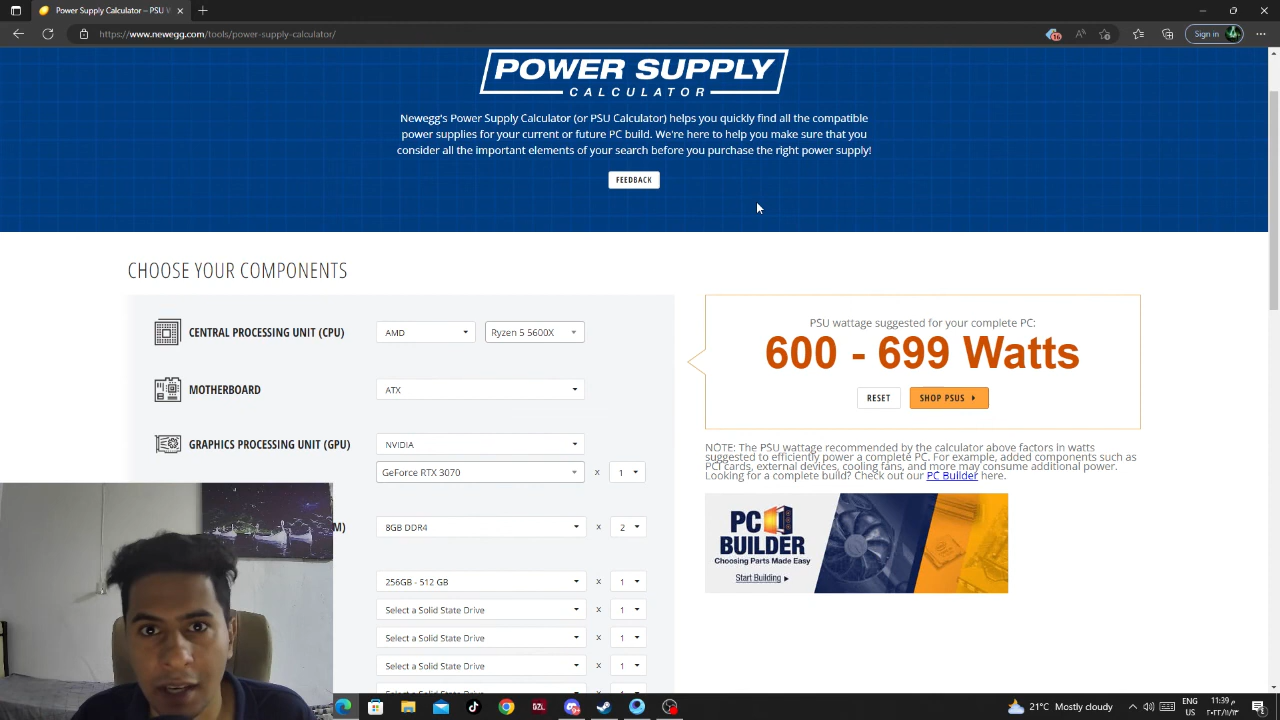 Power Supply W
https://www.newegg.com/tools/power-supply-calculator/
16
Sign in
POWER SUPPLY
CALCULATOR
Newegg's Power Supply Calculator (or PSU Calculator) helps you quickly find all the compatible
power supplies for your current or future PC build. We're here to help you make sure that you
consider all the important elements of your search before you purchase the right power supply!
FEEDBACK
CHOOSE YOUR COMPONENTS
CENTRAL PROCESSING UNIT (CPU)
AMD
Ryzen 5 5600X
MOTHERBOARD
ATX
GRAPHICS PROCESSING UNIT (GPU)
NVIDIA
GeForce RTX 3070
x
1
M)
8GB DDR4
x
2
256GB - 512 GB
x
1
Select a Solid State Drive
x
1
Select a Solid State Drive
x
1
Select a Solid State Drive
x
1
PSU wattage suggested for your complete PC:
600 - 699 Watts
RESET
SHOP PSUS
NOTE: The PSU wattage recommended by the calculator above factors in watts
suggested to efficiently power a complete PC. For example, added components such as
PCI cards, external devices, cooling fans, and more may consume additional power.
Looking for a complete build? Check out our PC Builder here.
PC
BUILDER
Choosing Parts Made Easy
Start Building
DZL
21°C Mostly cloudy
ENG
US
11:39 م